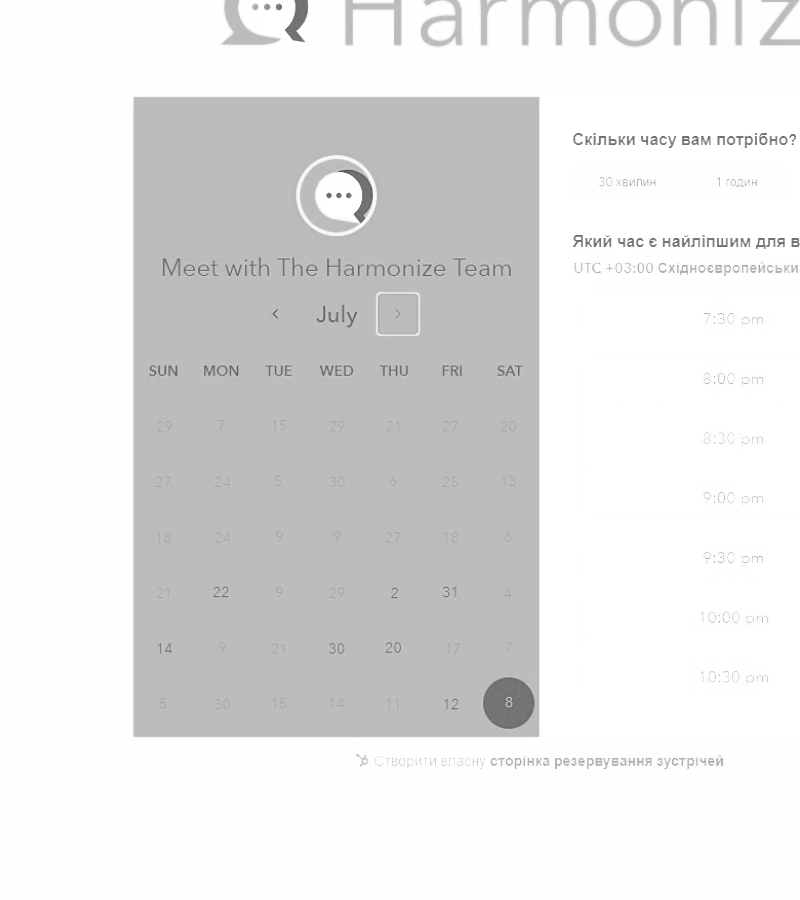 Harmoniz
Meet with The Harmonize Team
July
SUN MON TUE WED THU FRI SAT
29 7 15 29 21 27 20
27 24 5 30 6 25 13
18 24 9 9 27 18 6
21 22 9 29 2 31 4
14 9 21 30 20 17 7
5 30 15 14 11 12 8
Скільки часу вам потрібно?
30 хвилин 1 годин
Який час є найліпшим для в
UTC +03:00 Східноєвропейськи
7:30 pm
8:00 pm
8:30 pm
9:00 pm
9:30 pm
10:00 pm
10:30 pm
Створити власну сторінка резервування зустрічей